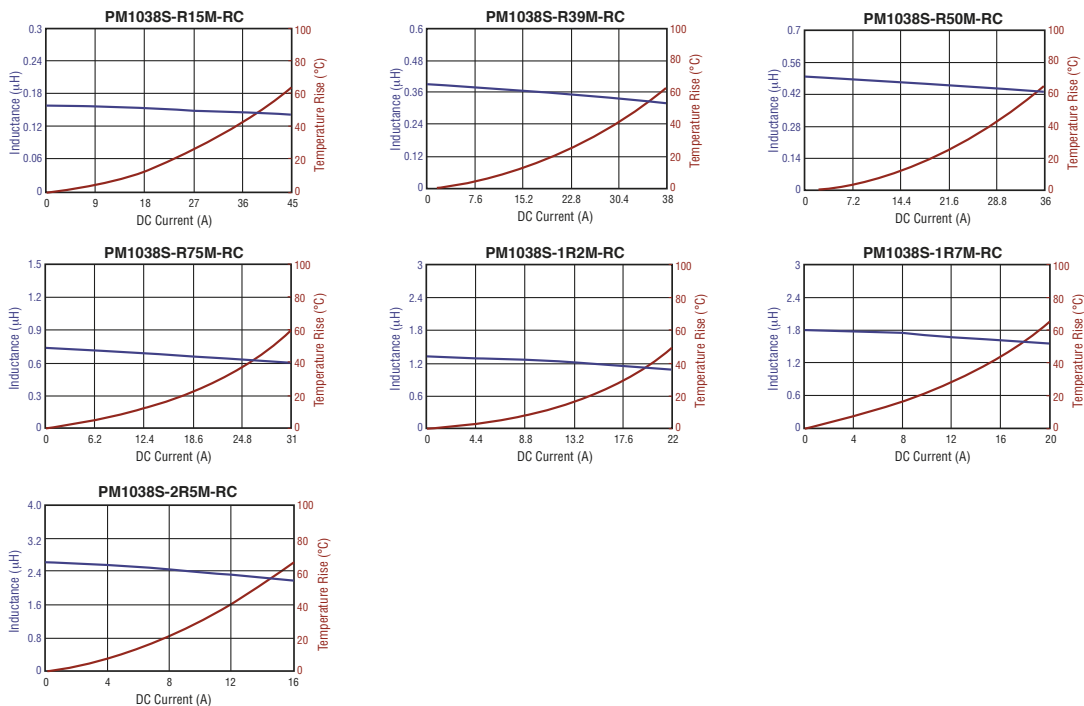 PM1038S-R15M-RC
0.3
0.24
0.18
0.12
0.06
0
Inductance (µH)
100
80
60
40
20
0
Temperature Rise (°C)
0 9 18 27 36 45
DC Current (A)
PM1038S-R39M-RC
0.6
0.48
0.36
0.24
0.12
0
Inductance (µH)
100
80
60
40
20
0
Temperature Rise (°C)
0 7.6 15.2 22.8 30.4 38
DC Current (A)
PM1038S-R50M-RC
0.7
0.56
0.42
0.28
0.14
0
Inductance (µH)
100
80
60
40
20
0
Temperature Rise (°C)
0 7.2 14.4 21.6 28.8 36
DC Current (A)
PM1038S-R75M-RC
1.5
1.2
0.9
0.6
0.3
0
Inductance (µH)
100
80
60
40
20
0
Temperature Rise (°C)
0 6.2 12.4 18.6 24.8 31
DC Current (A)
PM1038S-1R2M-RC
3
2.4
1.8
1.2
0.6
0
Inductance (µH)
100
80
60
40
20
0
Temperature Rise (°C)
0 4.4 8.8 13.2 17.6 22
DC Current (A)
PM1038S-1R7M-RC
3
2.4
1.8
1.2
0.6
0
Inductance (µH)
100
80
60
40
20
0
Temperature Rise (°C)
0 4 8 12 16 20
DC Current (A)
PM1038S-2R5M-RC
4.0
3.2
2.4
1.6
0.8
0
Inductance (µH)
100
80
60
40
20
0
Temperature Rise (°C)
0 4 8 12 16
DC Current (A)